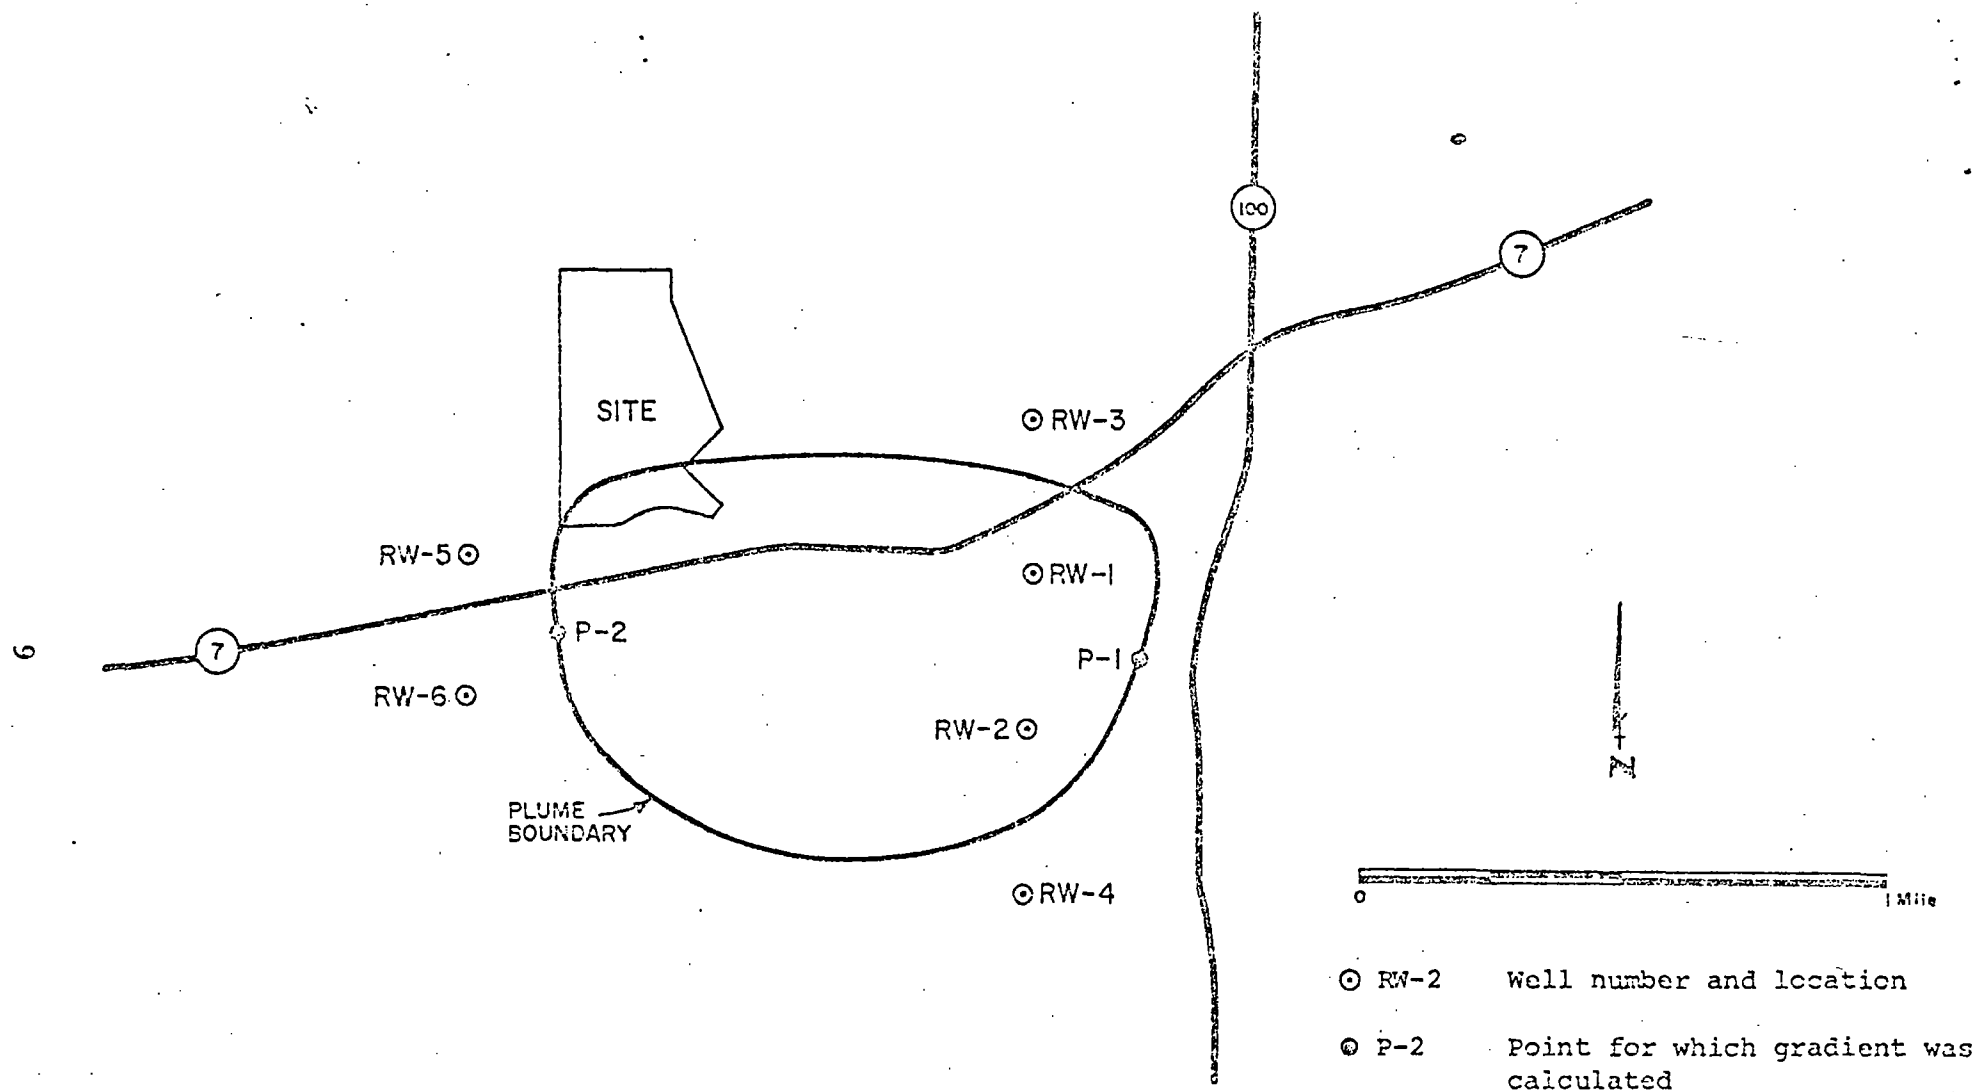 100
7
SITE
RW-3
RW-5
RW-1
P-2
7
P-1
RW-6
RW-2
N
PLUME
BOUNDARY
RW-4
0
1 Mile
RW-2 Well number and location
P-2 Point for which gradient was
calculated
6